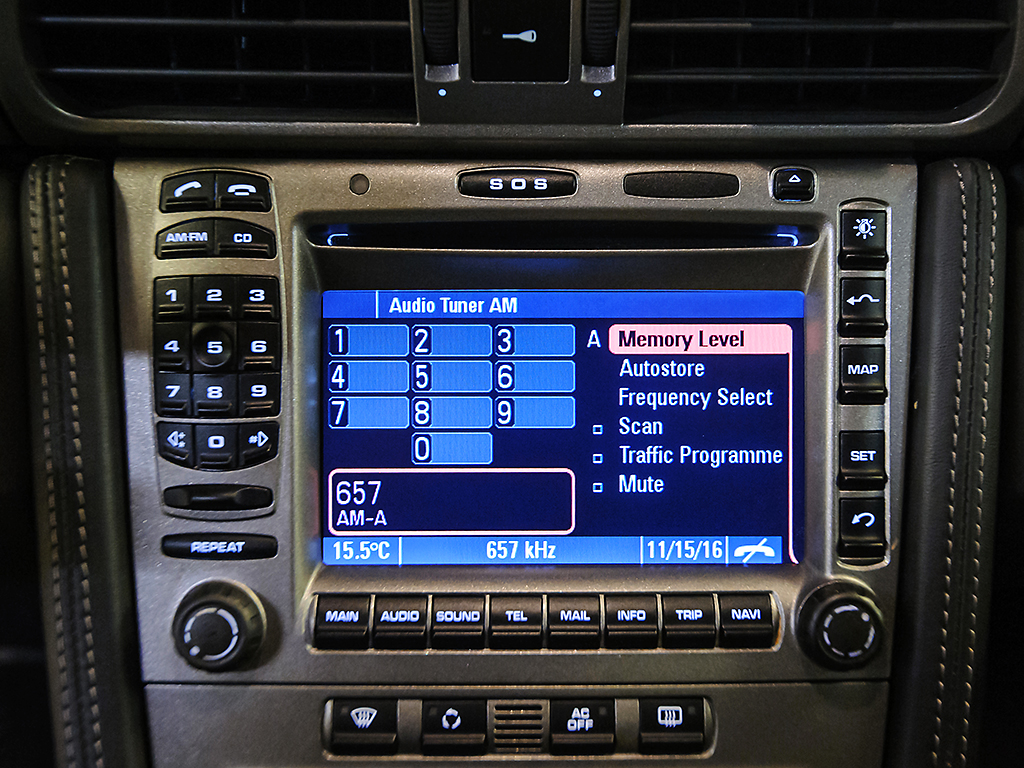 SOS
AM·FM CD
1 2 3
4 5 6
7 8 9
* 0 #
REPEAT
Audio Tuner AM
1 2 3
4 5 6
7 8 9
0
657
AM-A
A Memory Level
Autostore
Frequency Select
Scan
Traffic Programme
Mute
15.5°C 657 kHz 11/15/16
MAP
SET
MAIN AUDIO SOUND TEL MAIL INFO TRIP NAVI
AC
OFF